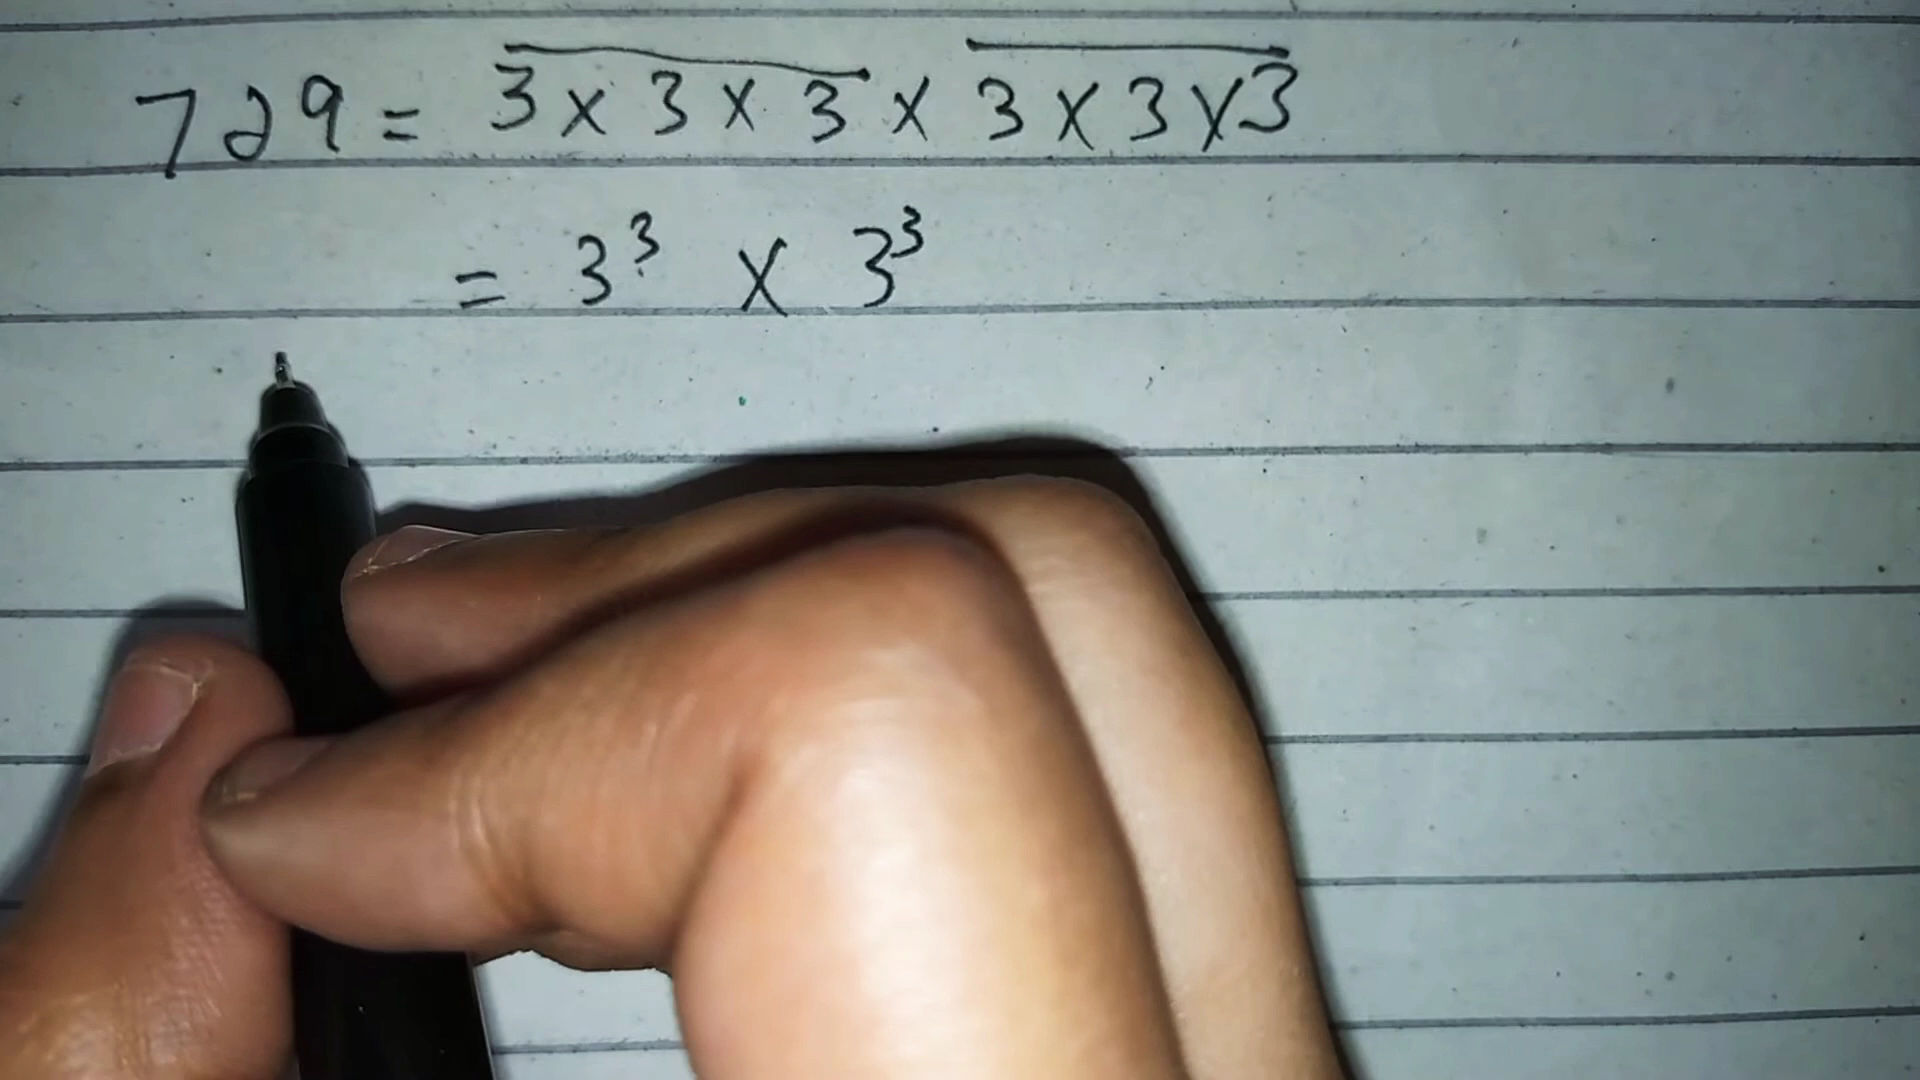 729 = 3 x 3 x 3 x 3 x 3 x 3
= 3³ x 3³